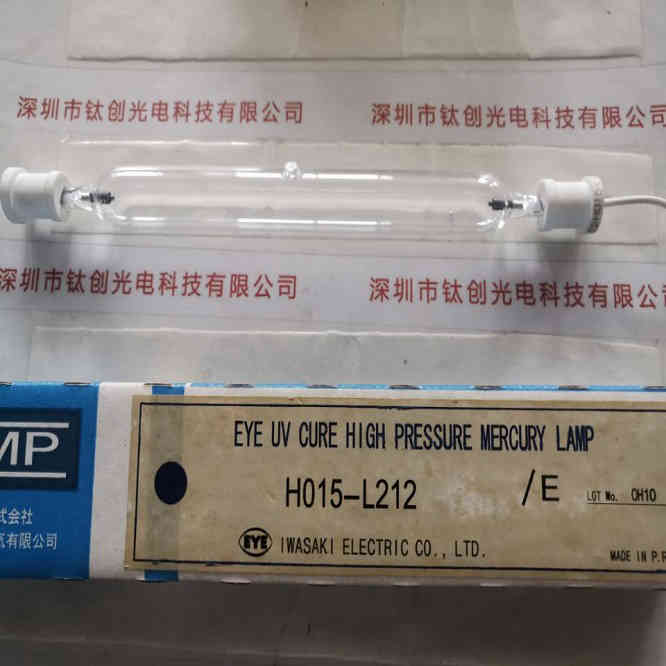 深圳市钛创光电科技有限公司
深圳市钛创光电科技有限公司
深圳市钛创光电科技有限公司
深圳市钛创光电科技有限公司
MP
式会社
气有限公司
EYE UV CURE HIGH PRESSURE MERCURY LAMP
H015-L212 /E LOT No. OH10
EYE IWASAKI ELECTRIC CO., LTD.
MADE IN P.R